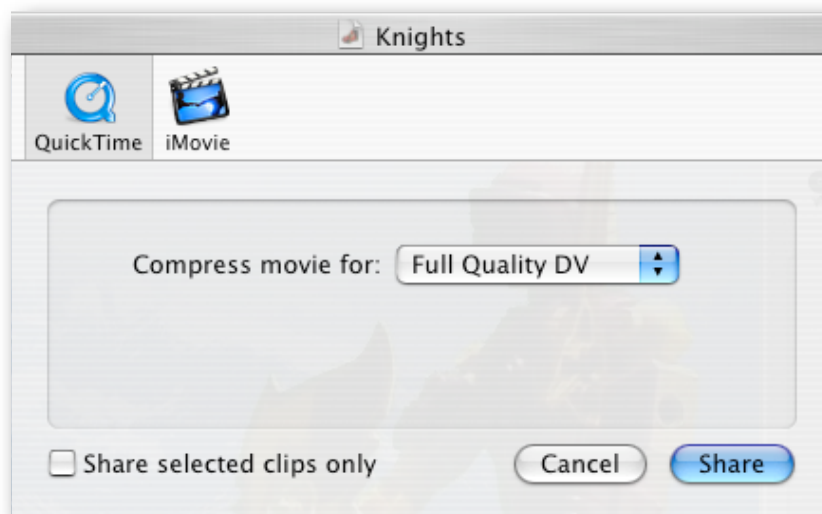 Knights
QuickTime iMovie
Compress movie for: Full Quality DV
Share selected clips only Cancel Share